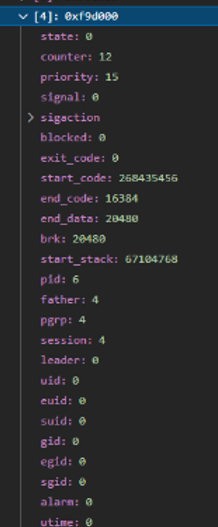 [4]: 0xf9d000
state: 0
counter: 12
priority: 15
signal: 0
sigaction
blocked: 0
exit_code: 0
start_code: 268435456
end_code: 16384
end_data: 20480
brk: 20480
start_stack: 67104768
pid: 6
father: 4
pgrp: 4
session: 4
leader: 0
uid: 0
euid: 0
suid: 0
gid: 0
egid: 0
sgid: 0
alarm: 0
utime: 0